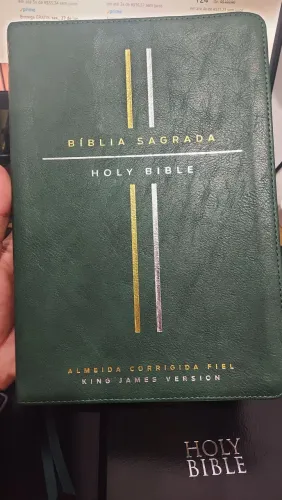 BÍBLIA SAGRADA
HOLY BIBLE
ALMEIDA CORRIGIDA FIEL
KING JAMES VERSION
HOLY
BIBLE